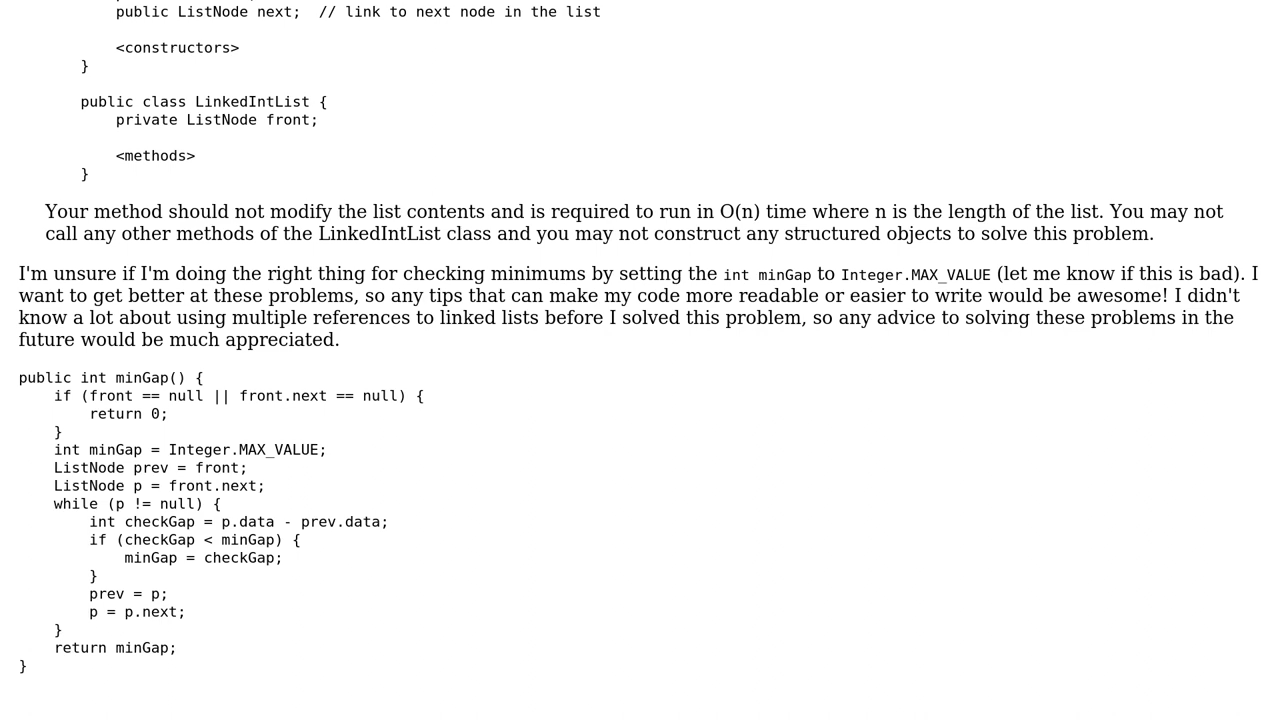 public ListNode next;  // link to next node in the list
<constructors>
}
public class LinkedIntList {
private ListNode front;
<methods>
}
Your method should not modify the list contents and is required to run in O(n) time where n is the length of the list. You may not
call any other methods of the LinkedIntList class and you may not construct any structured objects to solve this problem.
I'm unsure if I'm doing the right thing for checking minimums by setting the int minGap to Integer.MAX_VALUE (let me know if this is bad). I
want to get better at these problems, so any tips that can make my code more readable or easier to write would be awesome! I didn't
know a lot about using multiple references to linked lists before I solved this problem, so any advice to solving these problems in the
future would be much appreciated.
public int minGap() {
if (front == null || front.next == null) {
return 0;
}
int minGap = Integer.MAX_VALUE;
ListNode prev = front;
ListNode p = front.next;
while (p != null) {
int checkGap = p.data - prev.data;
if (checkGap < minGap) {
minGap = checkGap;
}
prev = p;
p = p.next;
}
return minGap;
}